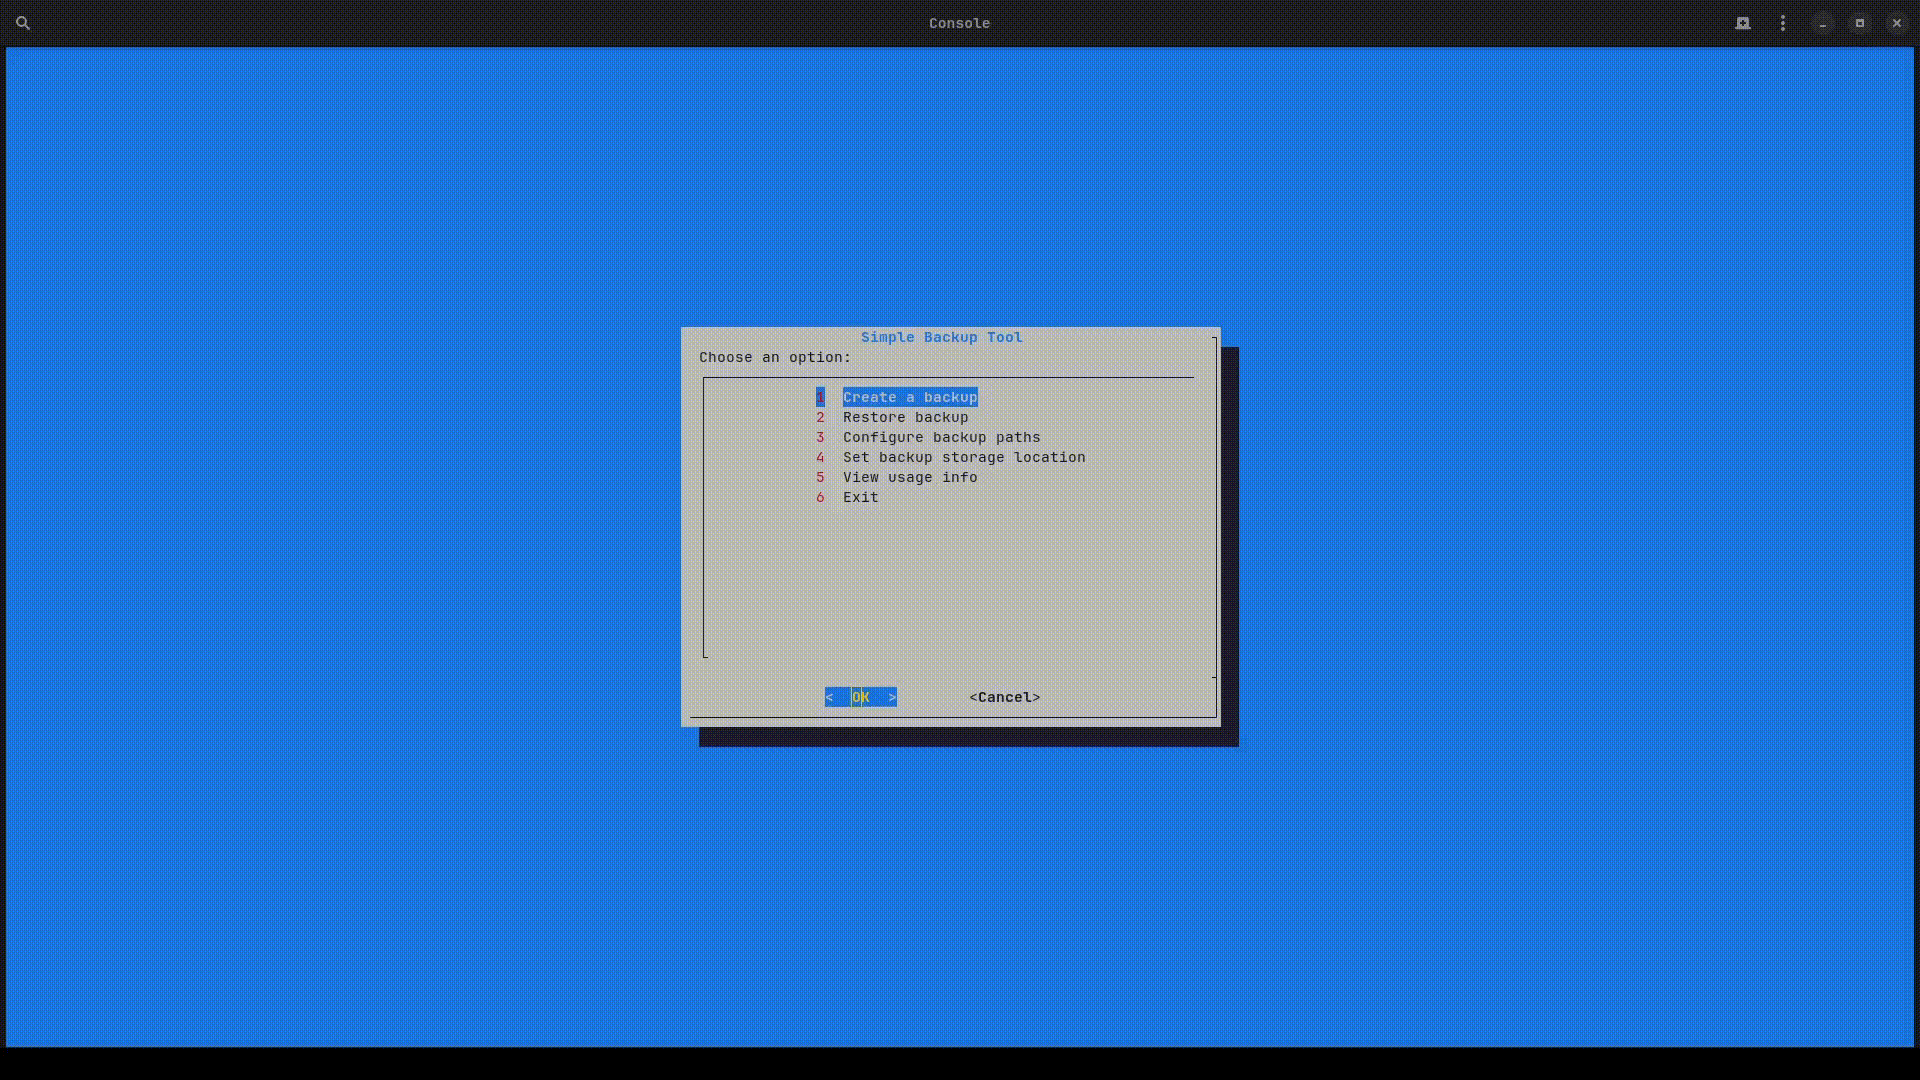 Console
Simple Backup Tool
Choose an option:
1 Create a backup
2 Restore backup
3 Configure backup paths
4 Set backup storage location
5 View usage info
6 Exit
< OK > <Cancel>